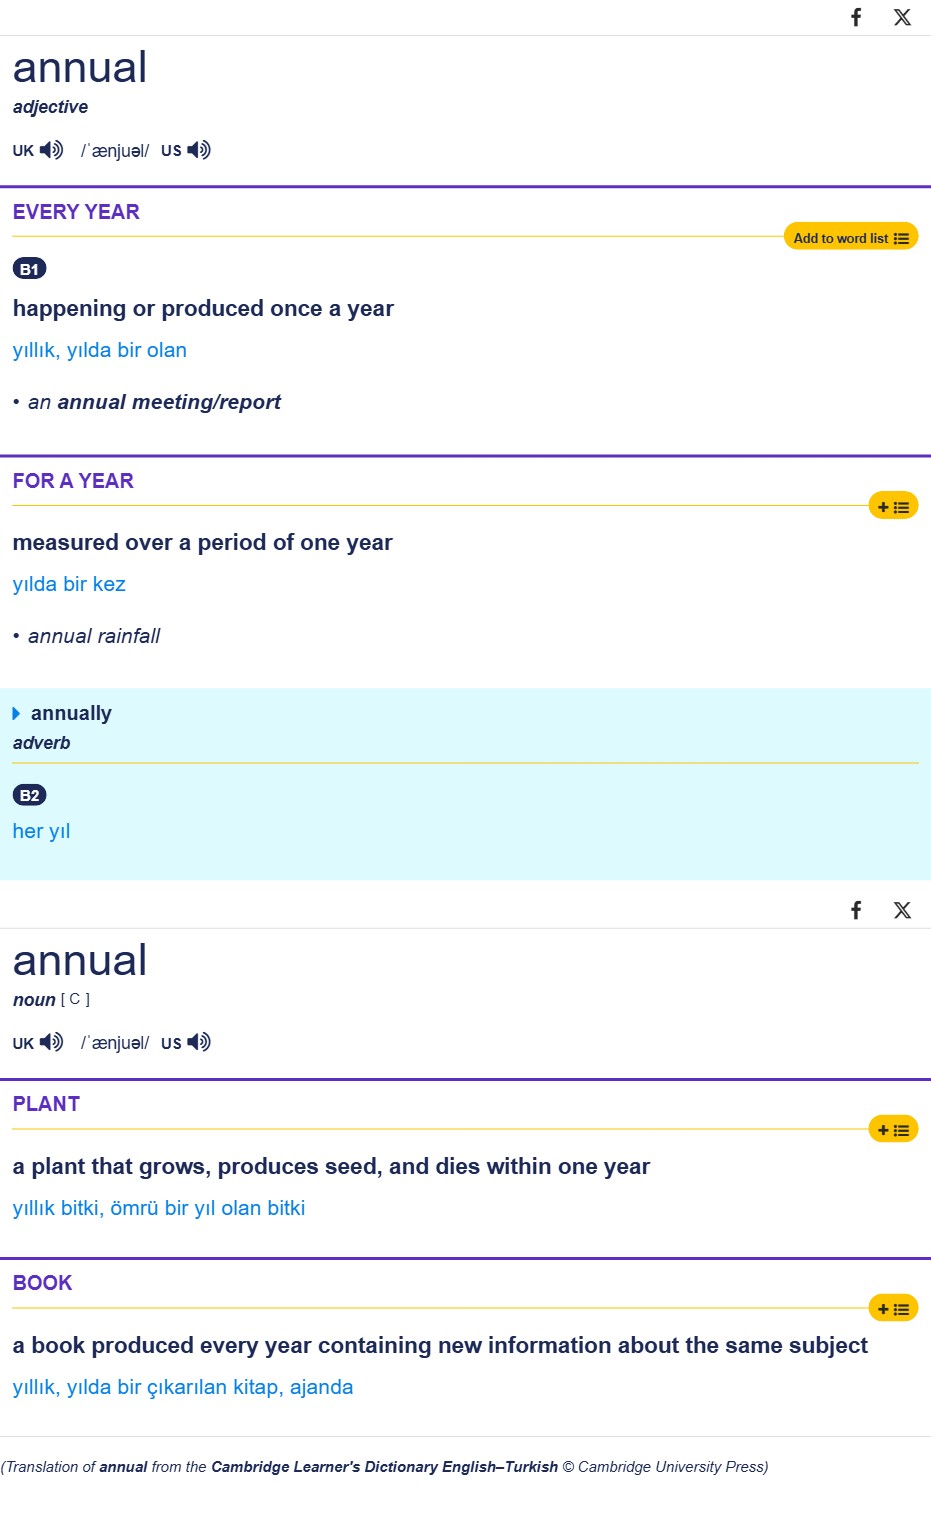 annual
adjective
UK /ˈænjuəl/ US
EVERY YEAR
Add to word list
B1
happening or produced once a year
yıllık, yılda bir olan
• an annual meeting/report
FOR A YEAR
+
measured over a period of one year
yılda bir kez
• annual rainfall
annually
adverb
B2
her yıl
annual
noun [ C ]
UK /ˈænjuəl/ US
PLANT
+
a plant that grows, produces seed, and dies within one year
yıllık bitki, ömrü bir yıl olan bitki
BOOK
+
a book produced every year containing new information about the same subject
yıllık, yılda bir çıkarılan kitap, ajanda
(Translation of annual from the Cambridge Learner's Dictionary English–Turkish © Cambridge University Press)